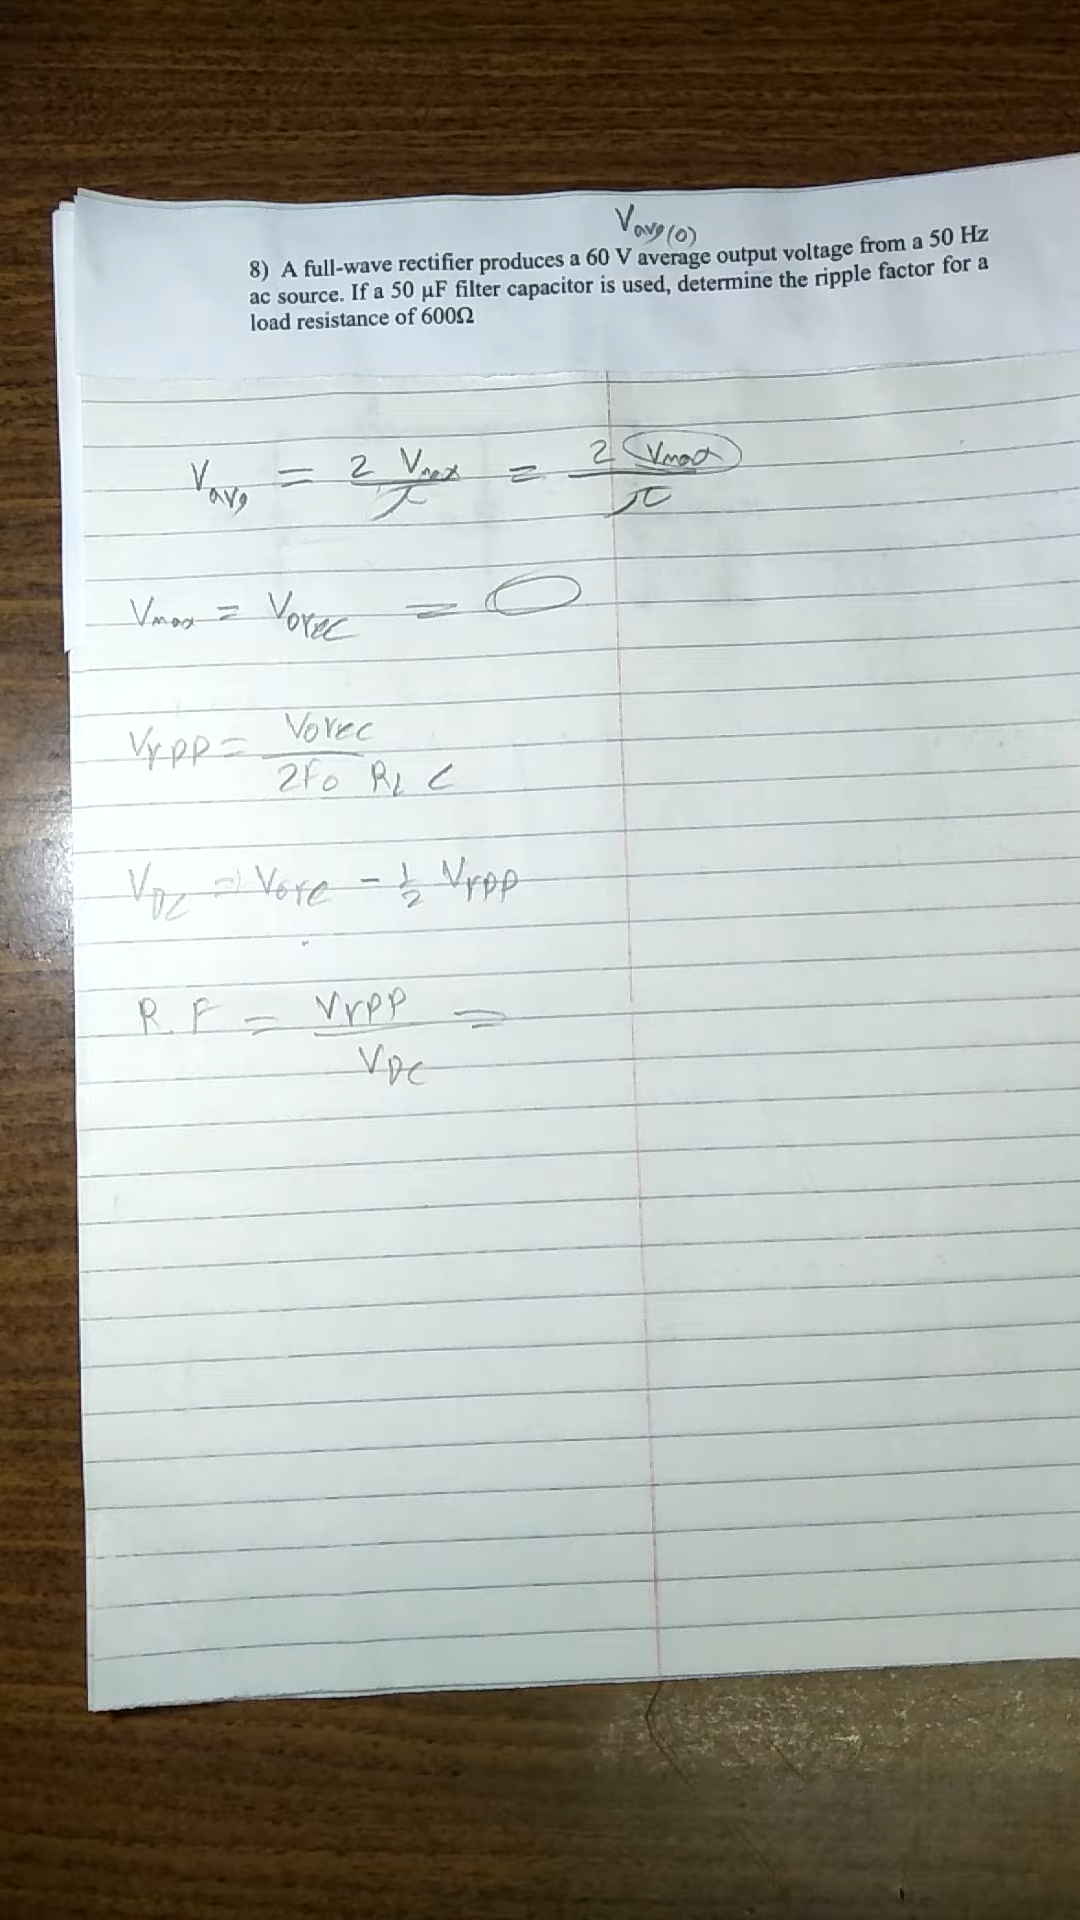 Vavg(0)
8) A full-wave rectifier produces a 60 V average output voltage from a 50 Hz
ac source. If a 50 μF filter capacitor is used, determine the ripple factor for a
load resistance of 600Ω
Vavg = 2 Vmax / π = 2 Vmax / π
Vmax = Vorec =
Vrpp = Vorec / 2fo RL C
VDC = Vore - 1/2 Vrpp
R.F = Vrpp / VDC =